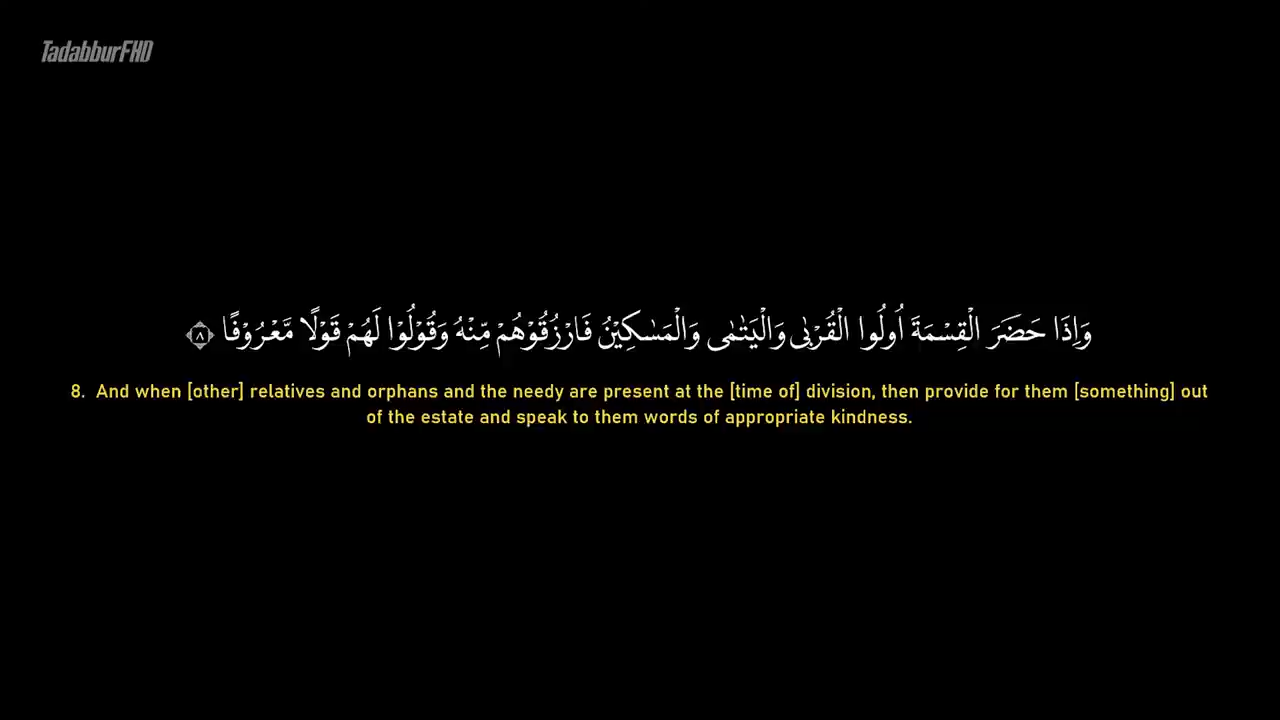 TadabburFHD
وَاِذَا حَضَرَ الْقِسْمَةَ اُولُوا الْقُرْبٰى وَالْيَتٰمٰى وَالْمَسٰكِيْنُ فَارْزُقُوْهُمْ مِّنْهُ وَقُوْلُوْا لَهُمْ قَوْلًا مَّعْرُوْفًا ٨
8. And when [other] relatives and orphans and the needy are present at the [time of] division, then provide for them [something] out
of the estate and speak to them words of appropriate kindness.